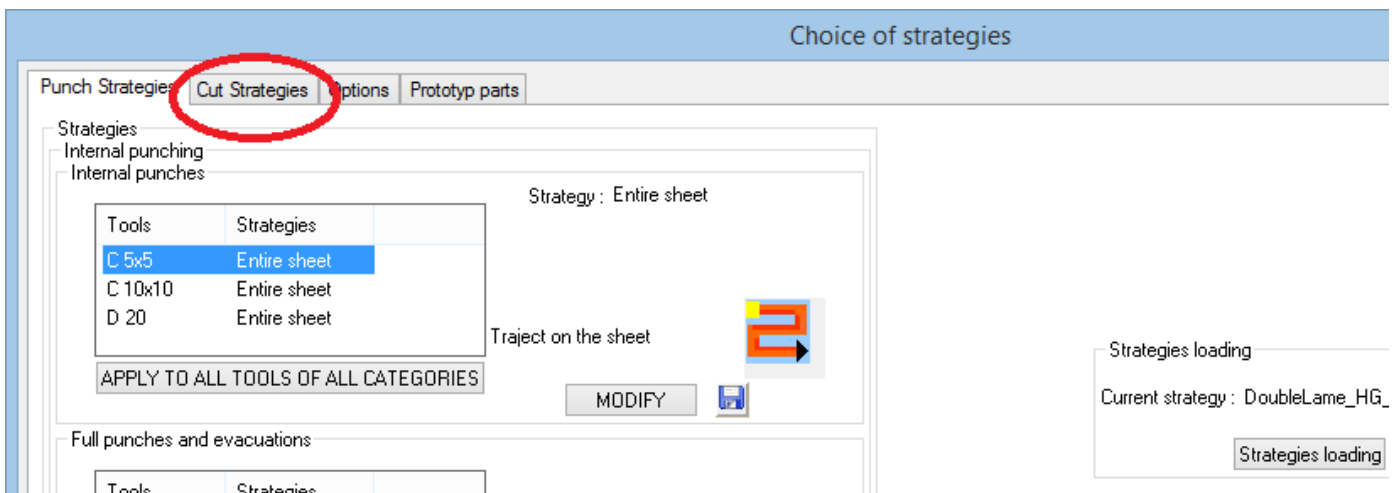 Choice of strategies
Punch Strategies Cut Strategies Options Prototyp parts
Strategies
Internal punching
Internal punches
Strategy : Entire sheet
Tools Strategies
C 5x5 Entire sheet
C 10x10 Entire sheet
D 20 Entire sheet
Traject on the sheet
APPLY TO ALL TOOLS OF ALL CATEGORIES
MODIFY
Strategies loading
Current strategy : DoubleLame_HG_
Strategies loading
Full punches and evacuations
Tools Strategies